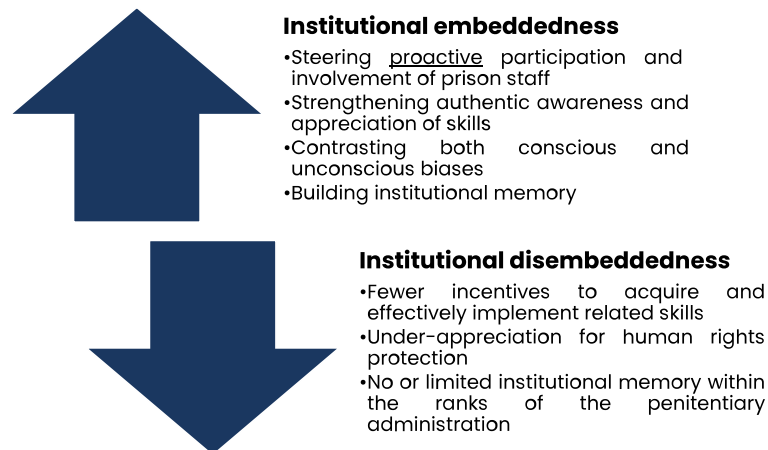 Institutional embeddedness
•Steering proactive participation and
involvement of prison staff
•Strengthening authentic awareness and
appreciation of skills
•Contrasting both conscious and
unconscious biases
•Building institutional memory
Institutional disembeddedness
•Fewer incentives to acquire and
effectively implement related skills
•Under-appreciation for human rights
protection
•No or limited institutional memory within
the ranks of the penitentiary
administration